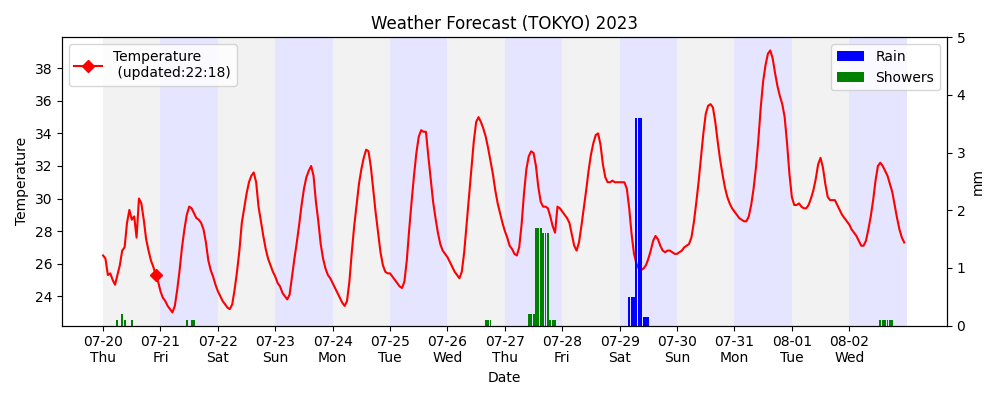 Weather Forecast (TOKYO) 2023
Temperature
(updated:22:18)
Rain
Showers
Temperature
38
36
34
32
30
28
26
24
5
4
3
2
1
0
mm
07-20 07-21 07-22 07-23 07-24 07-25 07-26 07-27 07-28 07-29 07-30 07-31 08-01 08-02
Thu Fri Sat Sun Mon Tue Wed Thu Fri Sat Sun Mon Tue Wed
Date